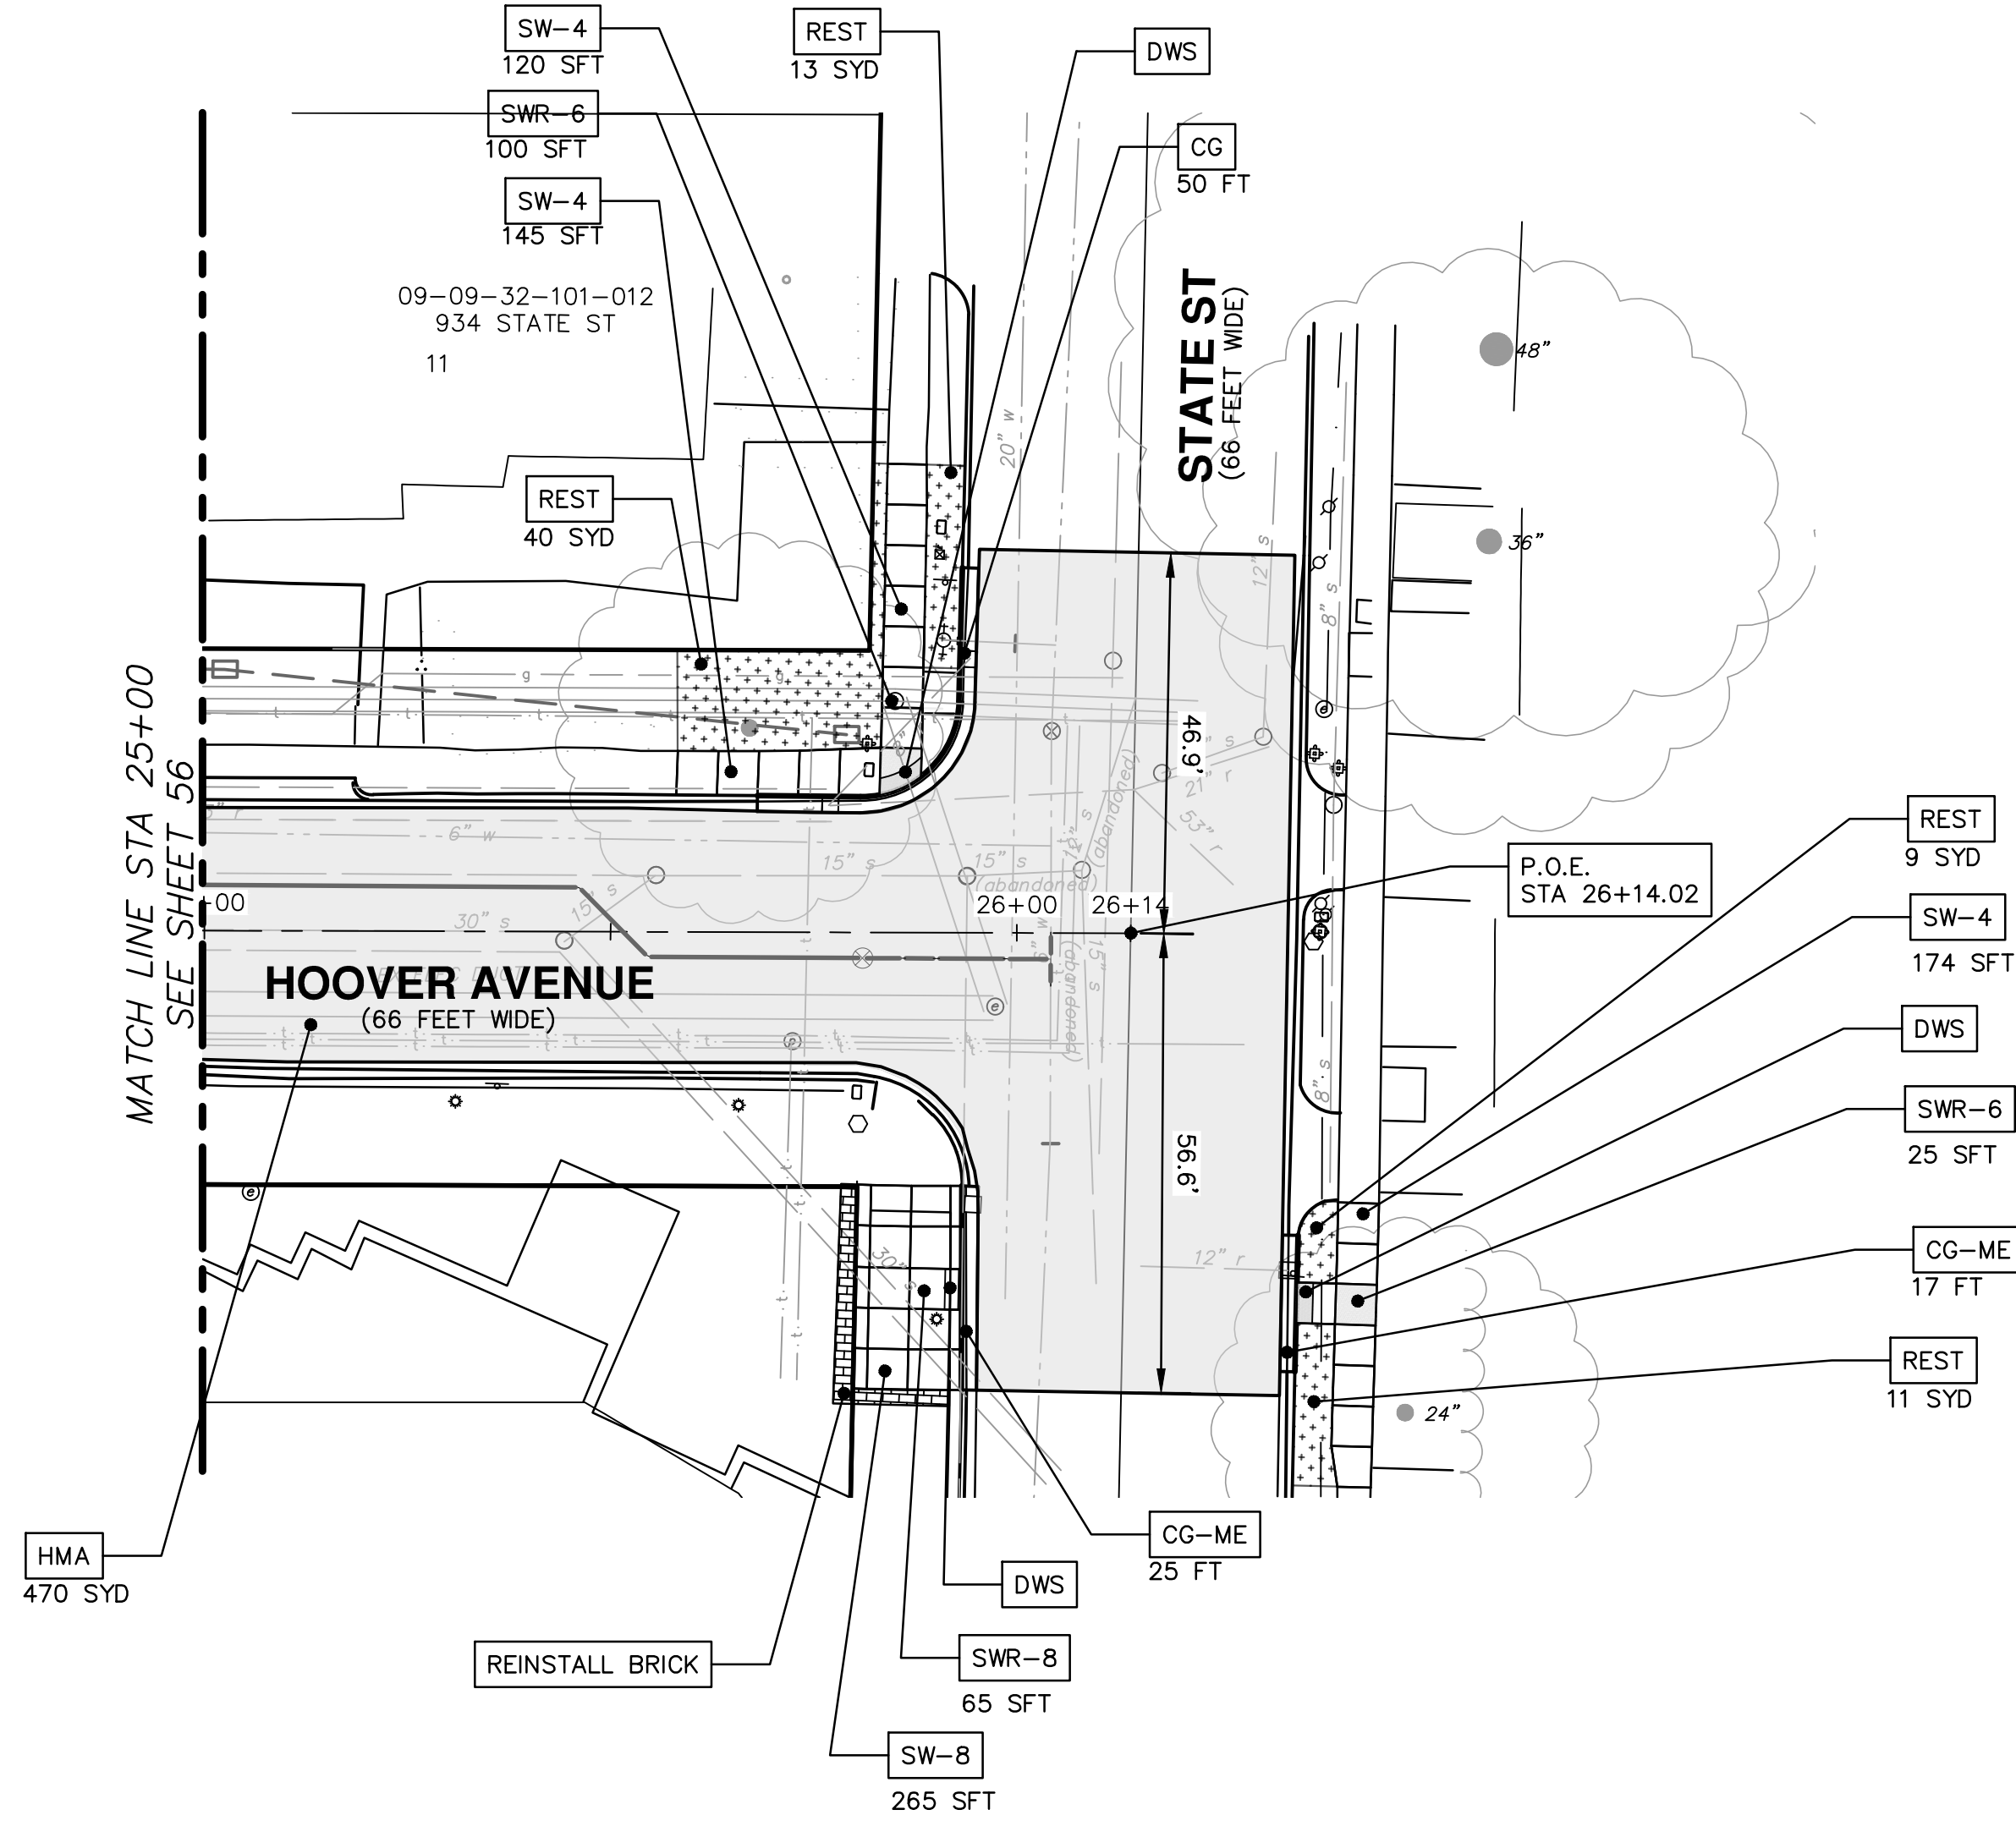 SW-4
120 SFT
REST
13 SYD
DWS
SWR-6
100 SFT
CG
50 FT
SW-4
145 SFT
09-09-32-101-012
934 STATE ST
11
STATE ST
(66 FEET WIDE)
48"
36"
20" w
12" s
8" s
REST
40 SYD
g
g
t
t
t
t
t
46.9'
21" r
53" r
12" s
(abandoned)
MATCH LINE STA 25+00
SEE SHEET 56
6" w
15" s
15" s
(abandoned)
15" s
-00
26+00
26+14
P.O.E.
STA 26+14.02
30" s
15" s
(abandoned)
HOOVER AVENUE
(66 FEET WIDE)
REST
9 SYD
SW-4
174 SFT
DWS
8" s
SWR-6
25 SFT
56.6'
12" r
30" s
CG-ME
17 FT
REST
11 SYD
24"
CG-ME
25 FT
HMA
470 SYD
DWS
REINSTALL BRICK
SWR-8
65 SFT
SW-8
265 SFT